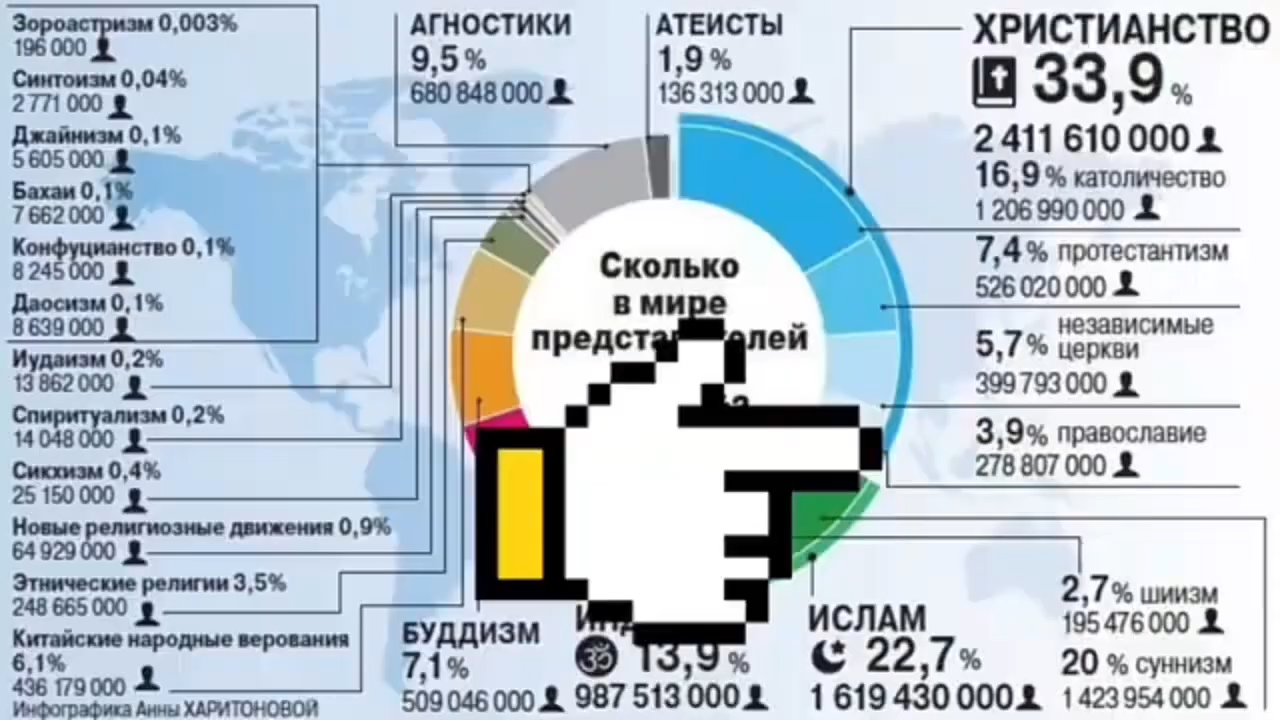 Зороастризм 0,003%
196 000
Синтоизм 0,04%
2 771 000
Джайнизм 0,1%
5 605 000
Бахаи 0,1%
7 662 000
Конфуцианство 0,1%
8 245 000
Даосизм 0,1%
8 639 000
Иудаизм 0,2%
13 862 000
Спиритуализм 0,2%
14 048 000
Сикхизм 0,4%
25 150 000
Новые религиозные движения 0,9%
64 929 000
Этнические религии 3,5%
248 665 000
Китайские народные верования
6,1%
436 179 000
Инфографика Анны ХАРИТОНОВОЙ
АГНОСТИКИ
9,5 %
680 848 000
АТЕИСТЫ
1,9 %
136 313 000
Сколько
в мире
ХРИСТИАНСТВО
33,9 %
2 411 610 000
16,9 % католичество
1 206 990 000
7,4 % протестантизм
526 020 000
5,7 % независимые
церкви
399 793 000
3,9 % православие
278 807 000
БУДДИЗМ
7,1 %
509 046 000
13,9 %
987 513 000
ИСЛАМ
22,7 %
1 619 430 000
2,7 % шиизм
195 476 000
20 % суннизм
1 423 954 000